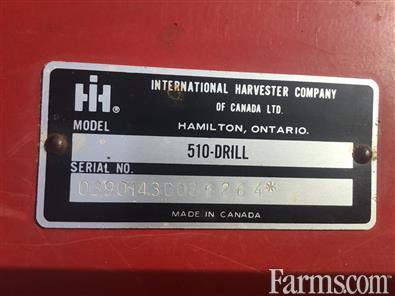 IH®
INTERNATIONAL HARVESTER COMPANY
OF CANADA LTD.
MODEL HAMILTON, ONTARIO.
510-DRILL
SERIAL NO.
MADE IN CANADA
Farms.com